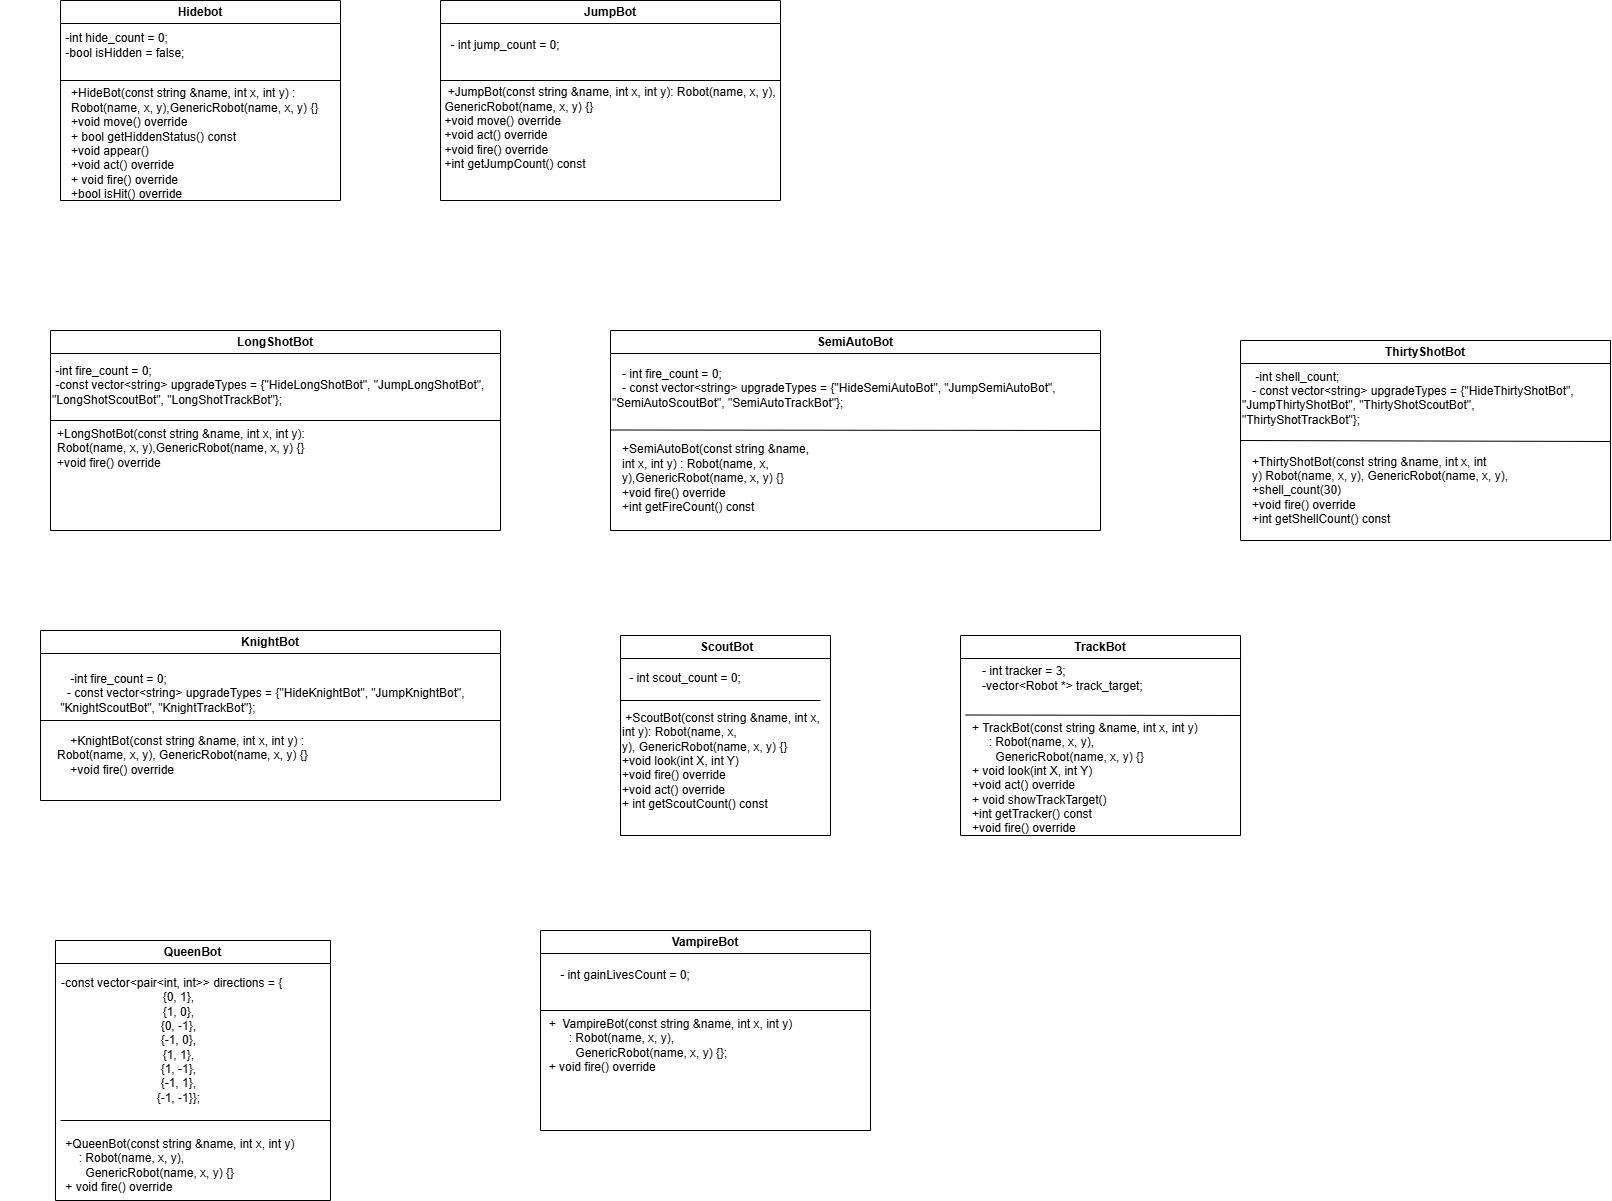 Hidebot
-int hide_count = 0;
-bool isHidden = false;
+HideBot(const string &name, int x, int y) :
Robot(name, x, y),GenericRobot(name, x, y) {}
+void move() override
+ bool getHiddenStatus() const
+void appear()
+void act() override
+ void fire() override
+bool isHit() override
JumpBot
- int jump_count = 0;
+JumpBot(const string &name, int x, int y): Robot(name, x, y),
GenericRobot(name, x, y) {}
+void move() override
+void act() override
+void fire() override
+int getJumpCount() const
LongShotBot
-int fire_count = 0;
-const vector<string> upgradeTypes = {"HideLongShotBot", "JumpLongShotBot",
"LongShotScoutBot", "LongShotTrackBot"};
+LongShotBot(const string &name, int x, int y):
Robot(name, x, y),GenericRobot(name, x, y) {}
+void fire() override
SemiAutoBot
- int fire_count = 0;
- const vector<string> upgradeTypes = {"HideSemiAutoBot", "JumpSemiAutoBot",
"SemiAutoScoutBot", "SemiAutoTrackBot"};
+SemiAutoBot(const string &name,
int x, int y) : Robot(name, x,
y),GenericRobot(name, x, y) {}
+void fire() override
+int getFireCount() const
ThirtyShotBot
-int shell_count;
- const vector<string> upgradeTypes = {"HideThirtyShotBot",
"JumpThirtyShotBot", "ThirtyShotScoutBot",
"ThirtyShotTrackBot"};
+ThirtyShotBot(const string &name, int x, int
y) Robot(name, x, y), GenericRobot(name, x, y),
+shell_count(30)
+void fire() override
+int getShellCount() const
KnightBot
-int fire_count = 0;
- const vector<string> upgradeTypes = {"HideKnightBot", "JumpKnightBot",
"KnightScoutBot", "KnightTrackBot"};
+KnightBot(const string &name, int x, int y) :
Robot(name, x, y), GenericRobot(name, x, y) {}
+void fire() override
ScoutBot
- int scout_count = 0;
+ScoutBot(const string &name, int x,
int y): Robot(name, x,
y), GenericRobot(name, x, y) {}
+void look(int X, int Y)
+void fire() override
+void act() override
+ int getScoutCount() const
TrackBot
- int tracker = 3;
-vector<Robot *> track_target;
+ TrackBot(const string &name, int x, int y)
: Robot(name, x, y),
GenericRobot(name, x, y) {}
+ void look(int X, int Y)
+void act() override
+ void showTrackTarget()
+int getTracker() const
+void fire() override
QueenBot
-const vector<pair<int, int>> directions = {
{0, 1},
{1, 0},
{0, -1},
{-1, 0},
{1, 1},
{1, -1},
{-1, 1},
{-1, -1}};
+QueenBot(const string &name, int x, int y)
: Robot(name, x, y),
GenericRobot(name, x, y) {}
+ void fire() override
VampireBot
- int gainLivesCount = 0;
+ VampireBot(const string &name, int x, int y)
: Robot(name, x, y),
GenericRobot(name, x, y) {};
+ void fire() override